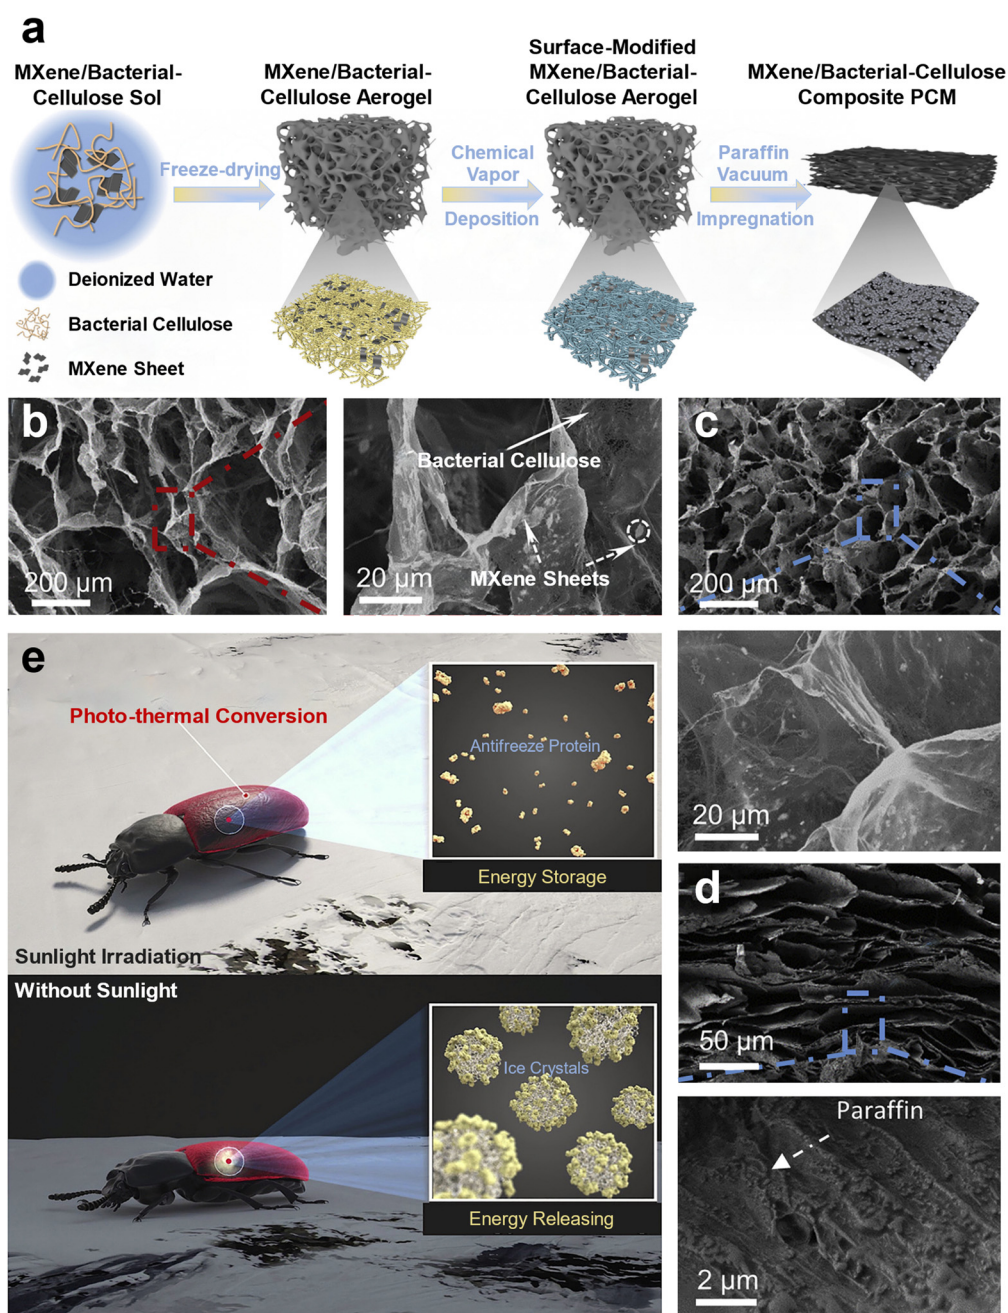 a
MXene/Bacterial-
Cellulose Sol
MXene/Bacterial-
Cellulose Aerogel
Surface-Modified
MXene/Bacterial-
Cellulose Aerogel
MXene/Bacterial-Cellulose
Composite PCM
Freeze-drying
Chemical
Vapor
Deposition
Paraffin
Vacuum
Impregnation
Deionized Water
Bacterial Cellulose
MXene Sheet
b
200 μm
Bacterial Cellulose
MXene Sheets
20 μm
c
200 μm
20 μm
d
50 μm
Paraffin
2 μm
e
Photo-thermal Conversion
Antifreeze Protein
Energy Storage
Sunlight Irradiation
Without Sunlight
Ice Crystals
Energy Releasing